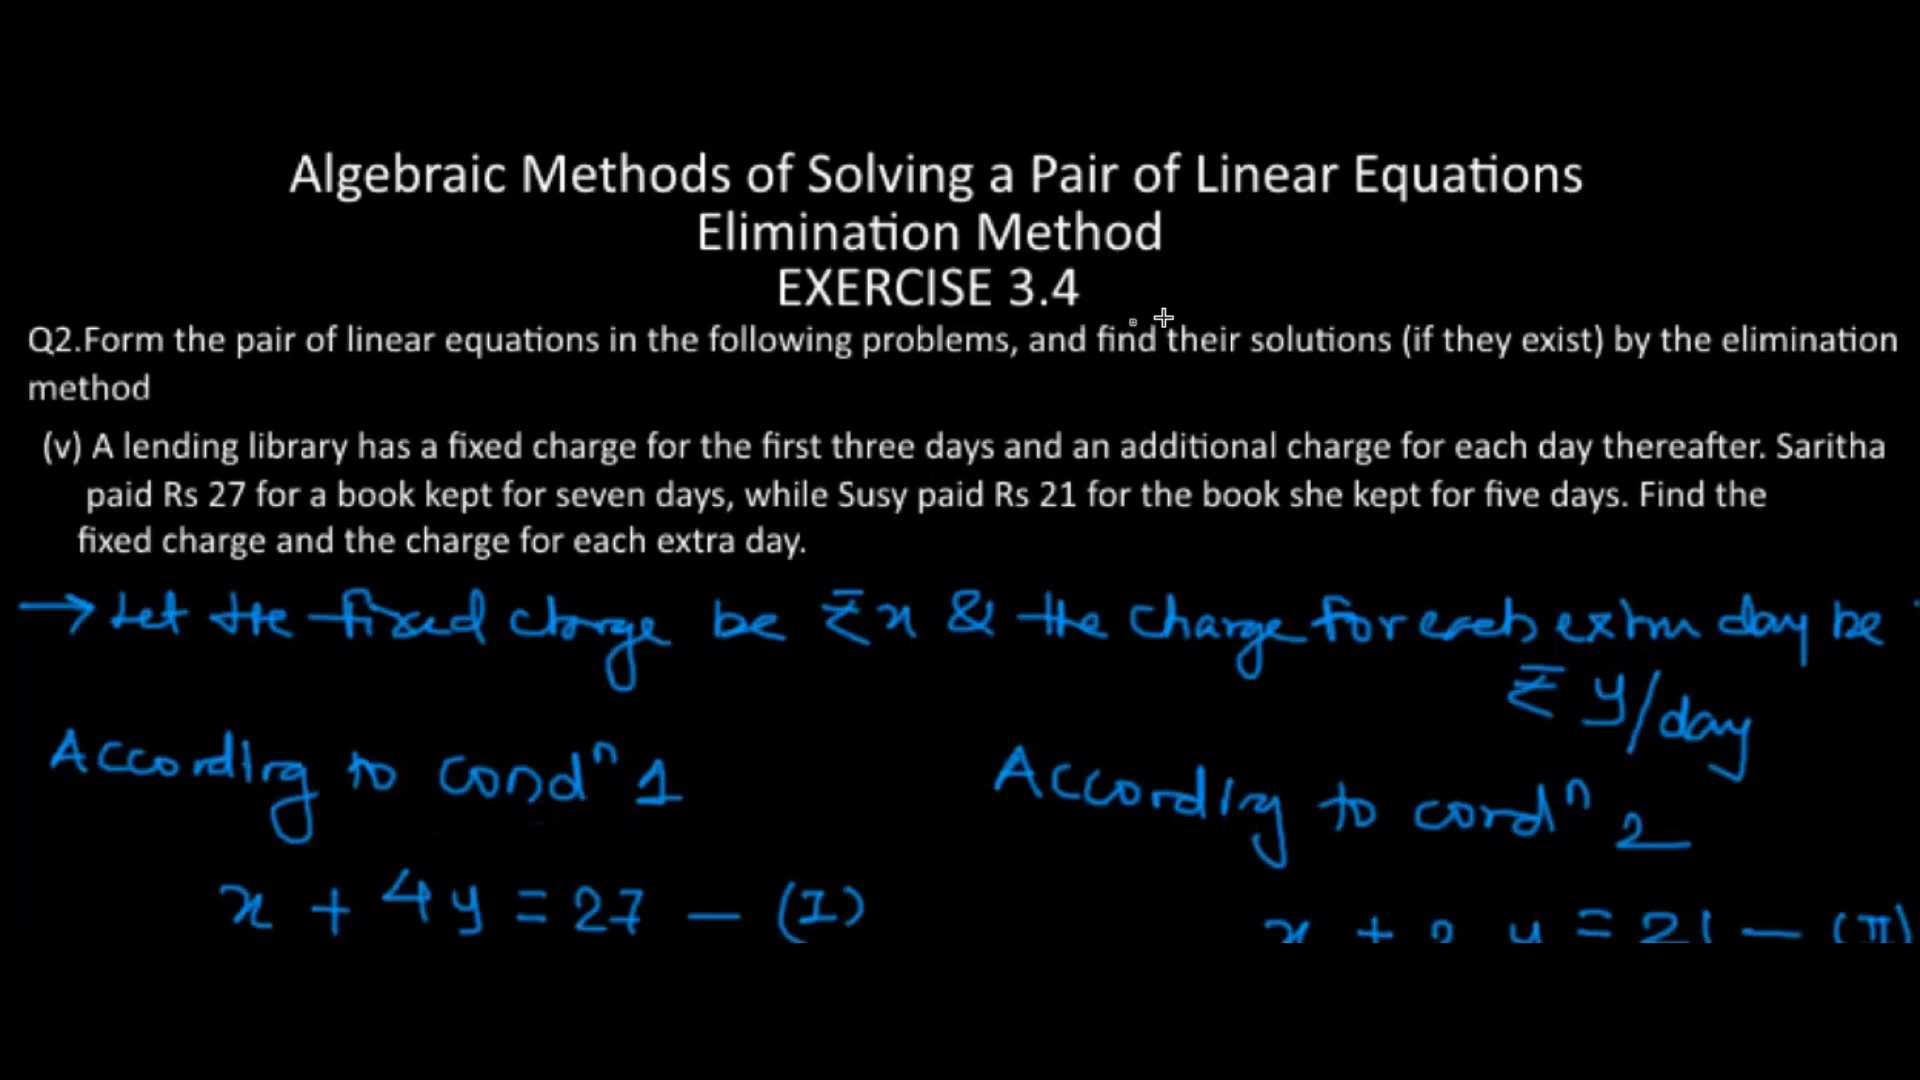 Algebraic Methods of Solving a Pair of Linear Equations
Elimination Method
EXERCISE 3.4
Q2.Form the pair of linear equations in the following problems, and find their solutions (if they exist) by the elimination
method
(v) A lending library has a fixed charge for the first three days and an additional charge for each day thereafter. Saritha
paid Rs 27 for a book kept for seven days, while Susy paid Rs 21 for the book she kept for five days. Find the
fixed charge and the charge for each extra day.
→ Let the fixed charge be ₹x & the charge for each extra day be
₹ y/day
According to condⁿ 1
According to condⁿ 2
x + 4y = 27 — (I)
x + 2y = 21 — (II)